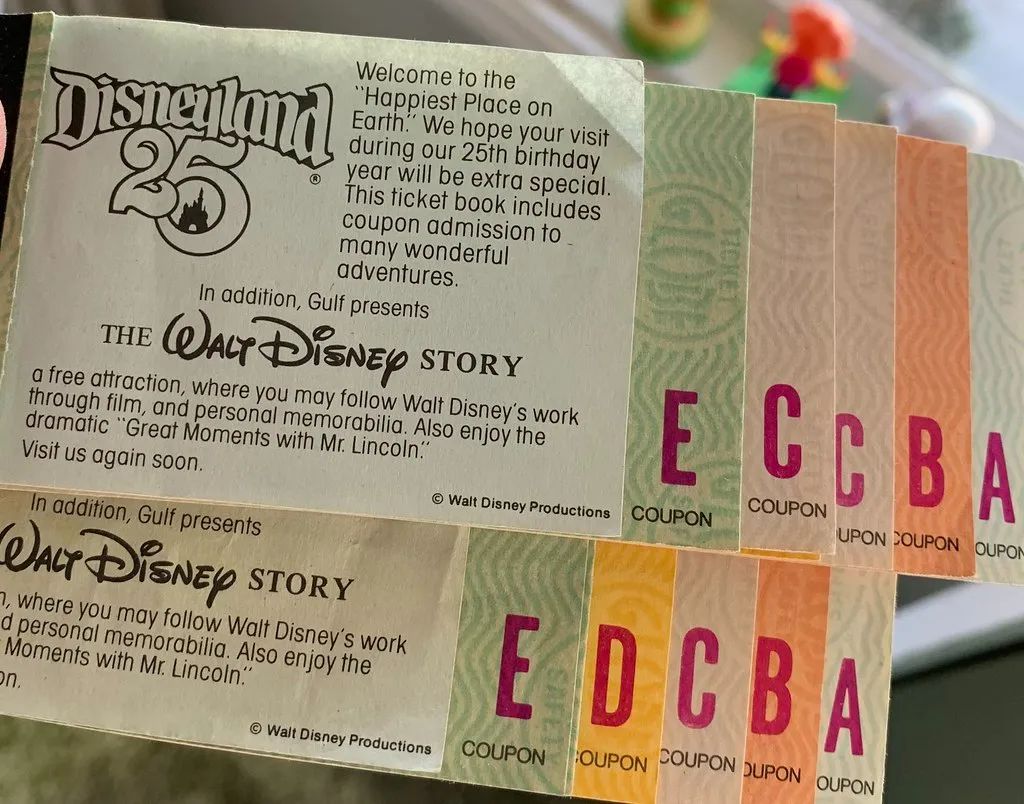 Disneyland
25
®
Welcome to the
"Happiest Place on
Earth." We hope your visit
during our 25th birthday
year will be extra special.
This ticket book includes
coupon admission to
many wonderful
adventures.
In addition, Gulf presents
THE WALT DISNEY STORY
a free attraction, where you may follow Walt Disney's work
through film, and personal memorabilia. Also enjoy the
dramatic "Great Moments with Mr. Lincoln."
Visit us again soon.
© Walt Disney Productions
E
COUPON
C
COUPON
C
UPON
B
COUPON
A
OUPON
In addition, Gulf presents
WALT DISNEY STORY
n, where you may follow Walt Disney's work
d personal memorabilia. Also enjoy the
Moments with Mr. Lincoln."
on.
© Walt Disney Productions
E
COUPON
D
COUPON
C
COUPON
B
OUPON
A
OUPON